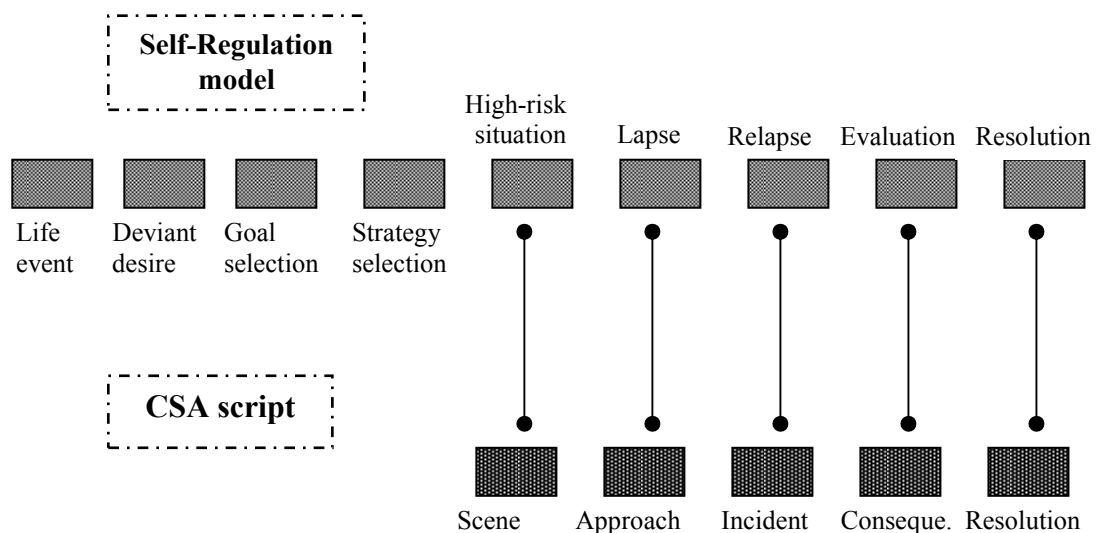 Self-Regulation
model
High-risk
situation
Lapse
Relapse
Evaluation
Resolution
Life
event
Deviant
desire
Goal
selection
Strategy
selection
CSA script
Scene
Approach
Incident
Conseque.
Resolution